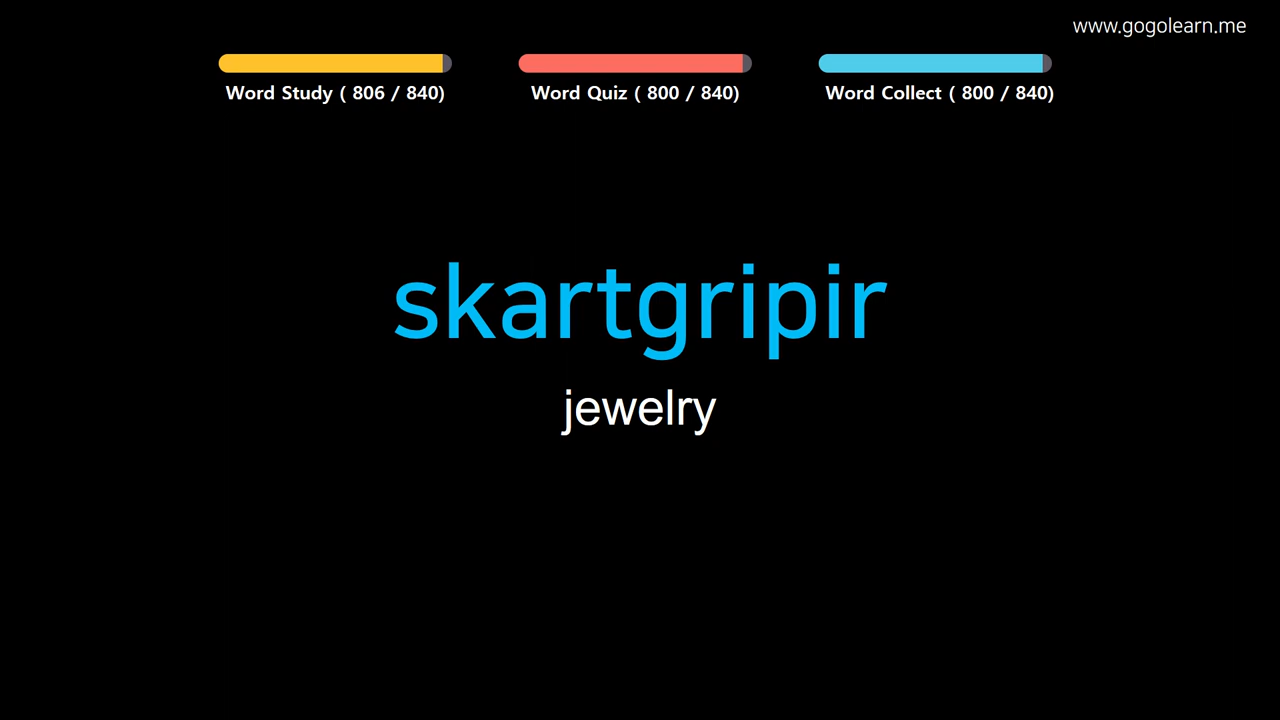 www.gogolearn.me
Word Study ( 806 / 840)
Word Quiz ( 800 / 840)
Word Collect ( 800 / 840)
skartgripir
jewelry